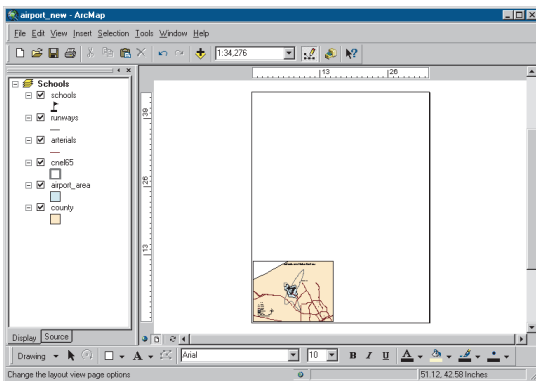 airport_new - ArcMap
File Edit View Insert Selection Tools Window Help
1:34,276
13 26
39
26
13
Schools
schools
runways
arterials
cnel65
airport_area
county
Display Source
Drawing A Arial 10 B I U A
Change the layout view page options 51.12, 42.58 Inches